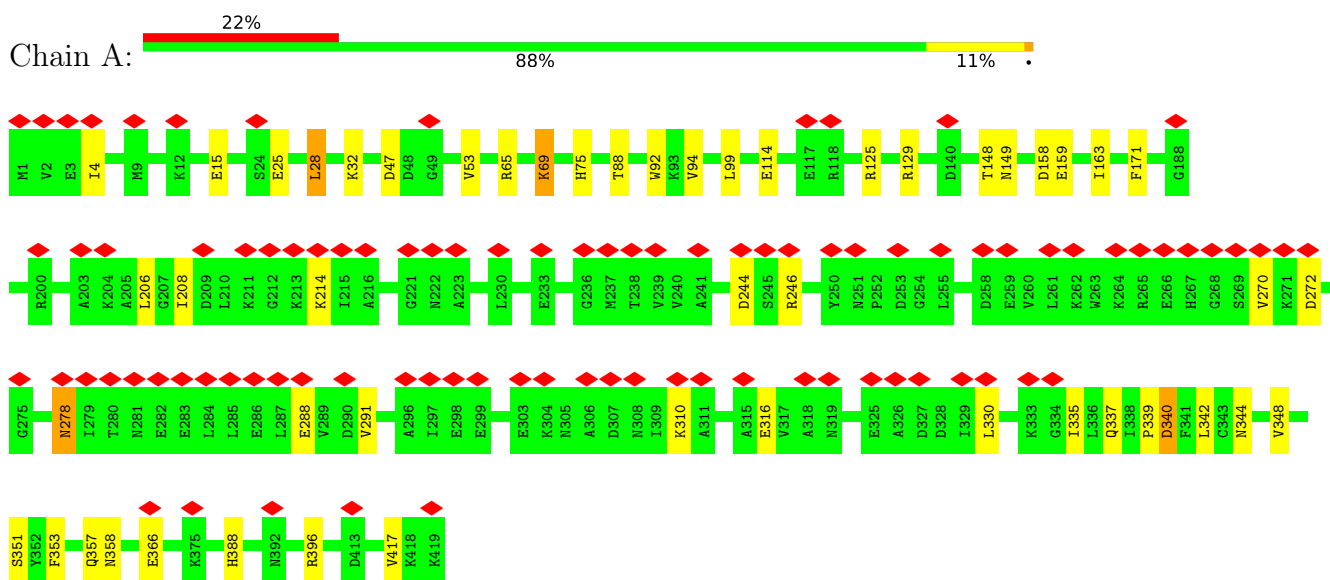 22%
Chain A:
88% 11% •
M1 V2 E3 I4 M9 K12 E15 S24 E25 L28 K32 D47 D48 G49 V53 R65 K69 H75 T88 W92 K93 V94 L99 E114 E117 R118 R125 R129 D140 T148 N149 D158 E159 I163 F171 G188
R200 A203 K204 A205 L206 G207 I208 D209 L210 K211 G212 K213 K214 I215 A216 G221 N222 A223 L230 E233 G236 M237 T238 V239 V240 A241 D244 S245 R246 Y250 N251 P252 D253 G254 L255 D258 E259 V260 L261 K262 W263 K264 R265 E266 H267 G268 S269 V270 K271 D272
G275 N278 I279 T280 N281 E282 E283 L284 L285 E286 L287 E288 V289 D290 V291 A296 I297 E298 E299 E303 K304 N305 A306 D307 N308 I309 K310 A311 A315 E316 V317 A318 N319 E325 A326 D327 D328 I329 L330 K333 G334 I335 L336 Q337 I338 P339 D340 F341 L342 C343 N344 V348
S351 Y352 F353 Q357 N358 E366 K375 H388 N392 R396 D413 V417 K418 K419